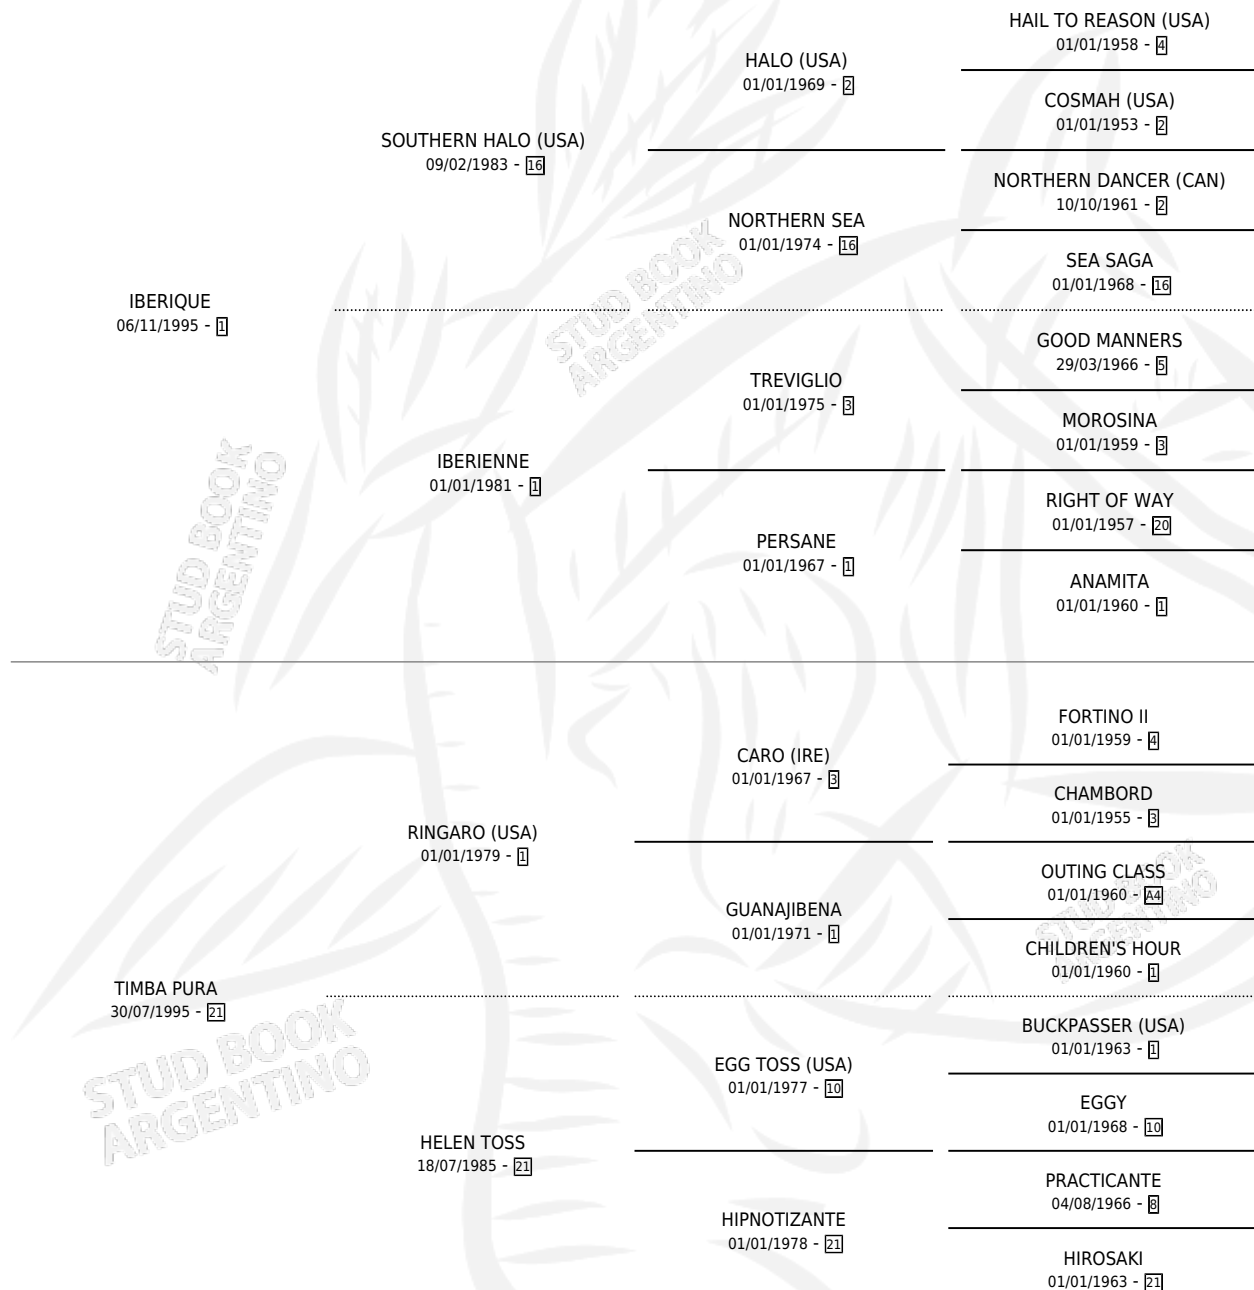 HAIL TO REASON (USA)
01/01/1958 - 4
HALO (USA)
01/01/1969 - 2
COSMAH (USA)
01/01/1953 - 2
SOUTHERN HALO (USA)
09/02/1983 - 16
NORTHERN DANCER (CAN)
10/10/1961 - 2
NORTHERN SEA
01/01/1974 - 16
SEA SAGA
01/01/1968 - 16
IBERIQUE
06/11/1995 - 1
GOOD MANNERS
29/03/1966 - 5
TREVIGLIO
01/01/1975 - 3
MOROSINA
01/01/1959 - 3
IBERIENNE
01/01/1981 - 1
RIGHT OF WAY
01/01/1957 - 20
PERSANE
01/01/1967 - 1
ANAMITA
01/01/1960 - 1
FORTINO II
01/01/1959 - 4
CARO (IRE)
01/01/1967 - 3
CHAMBORD
01/01/1955 - 3
RINGARO (USA)
01/01/1979 - 1
OUTING CLASS
01/01/1960 - A4
GUANAJIBENA
01/01/1971 - 1
CHILDREN'S HOUR
01/01/1960 - 1
TIMBA PURA
30/07/1995 - 21
BUCKPASSER (USA)
01/01/1963 - 1
EGG TOSS (USA)
01/01/1977 - 10
EGGY
01/01/1968 - 10
HELEN TOSS
18/07/1985 - 21
PRACTICANTE
04/08/1966 - 8
HIPNOTIZANTE
01/01/1978 - 21
HIROSAKI
01/01/1963 - 21
STUD BOOK
ARGENTINO
STUD BOOK
ARGENTINO
STUD BOOK
ARGENTINO
STUD BOOK
ARGENTINO